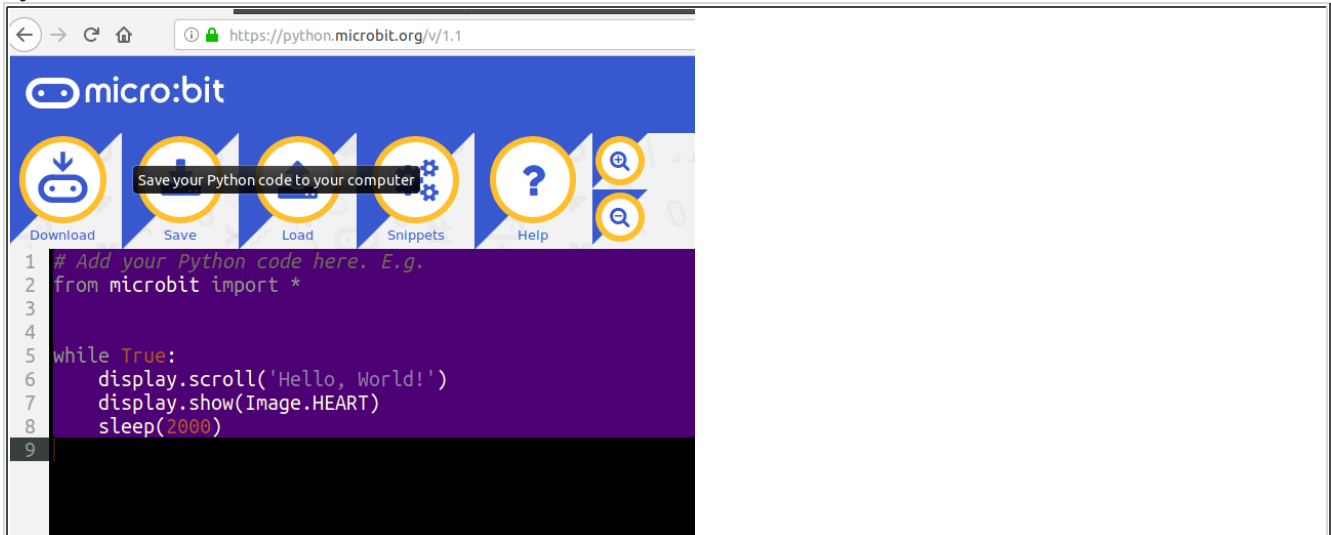 https://python.microbit.org/v/1.1
micro:bit
Save your Python code to your computer
Download Save Load Snippets Help
1 # Add your Python code here. E.g.
2 from microbit import *
3
4
5 while True:
6     display.scroll('Hello, World!')
7     display.show(Image.HEART)
8     sleep(2000)
9